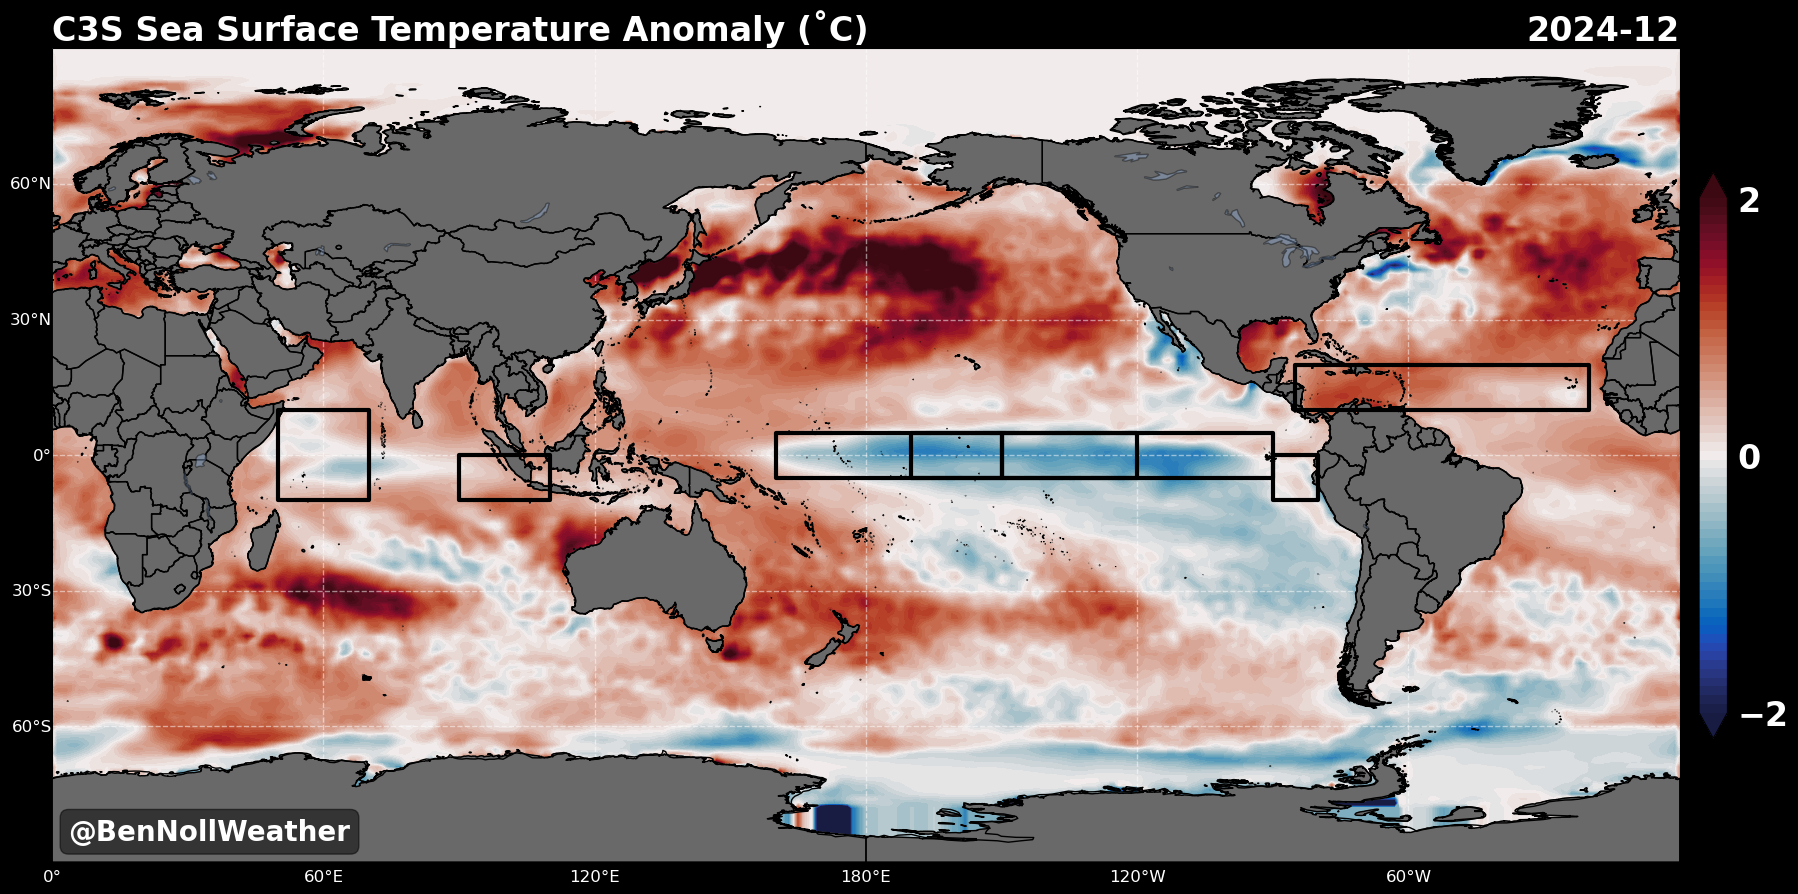 C3S Sea Surface Temperature Anomaly (˚C)
2024-12
60°N
30°N
0°
30°S
60°S
2
0
−2
@BenNollWeather
0°
60°E
120°E
180°E
120°W
60°W